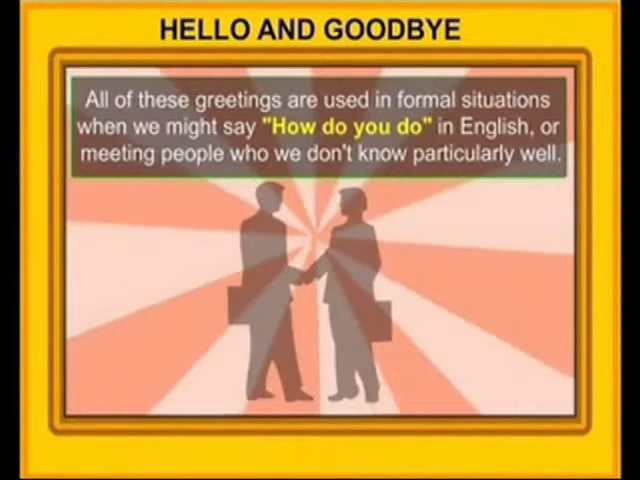 HELLO AND GOODBYE
All of these greetings are used in formal situations
when we might say "How do you do" in English, or
meeting people who we don't know particularly well.